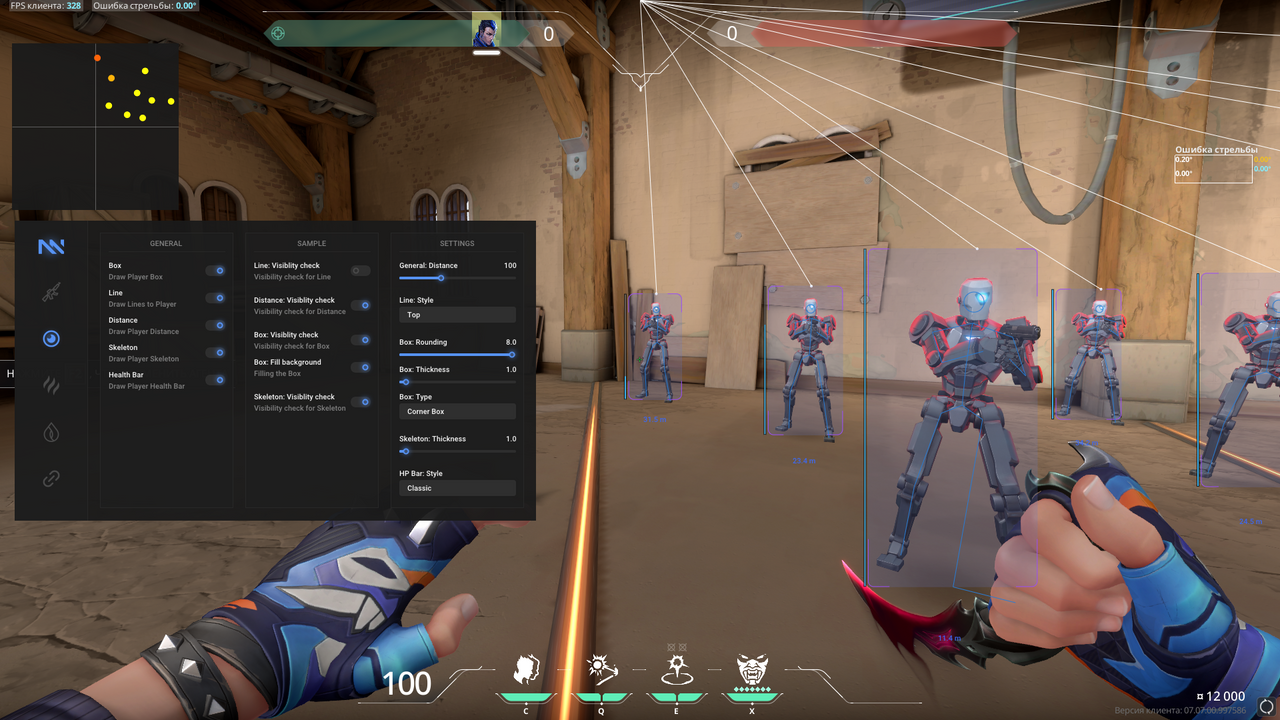 FPS клиента: 328 Ошибка стрельбы: 0.00°
0
0
Ошибка стрельбы
0.20° 0.00°
0.00° 0.00°
GENERAL
Box
Draw Player Box
Line
Draw Lines to Player
Distance
Draw Player Distance
Skeleton
Draw Player Skeleton
Health Bar
Draw Player Health Bar
SAMPLE
Line: Visiblity check
Visibility check for Line
Distance: Visiblity check
Visibility check for Distance
Box: Visiblity check
Visibility check for Box
Box: Fill background
Filling the Box
Skeleton: Visiblity check
Visibility check for Skeleton
SETTINGS
General: Distance 100
Line: Style
Top
Box: Rounding 8.0
Box: Thickness 1.0
Box: Type
Corner Box
Skeleton: Thickness 1.0
HP Bar: Style
Classic
H
11.4 m
100
C Q E X
¤ 12 000